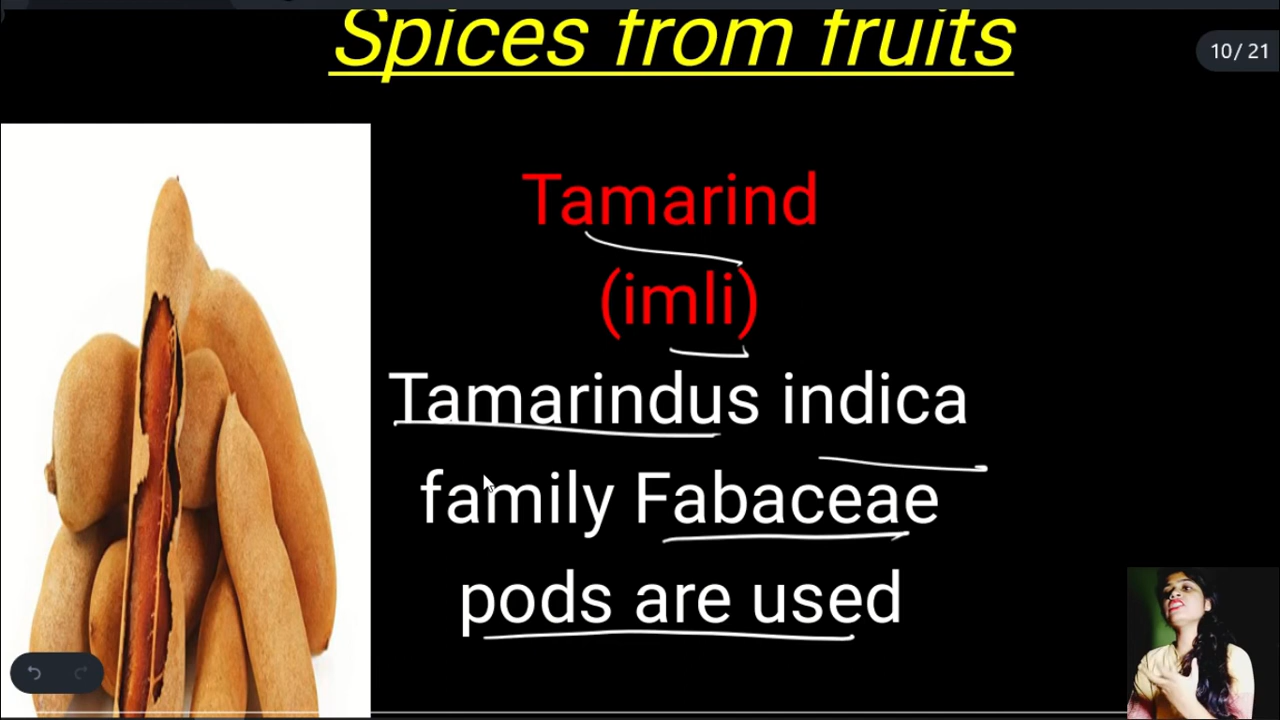 Spices from fruits
10/ 21
Tamarind
(imli)
Tamarindus indica
family Fabaceae
pods are used